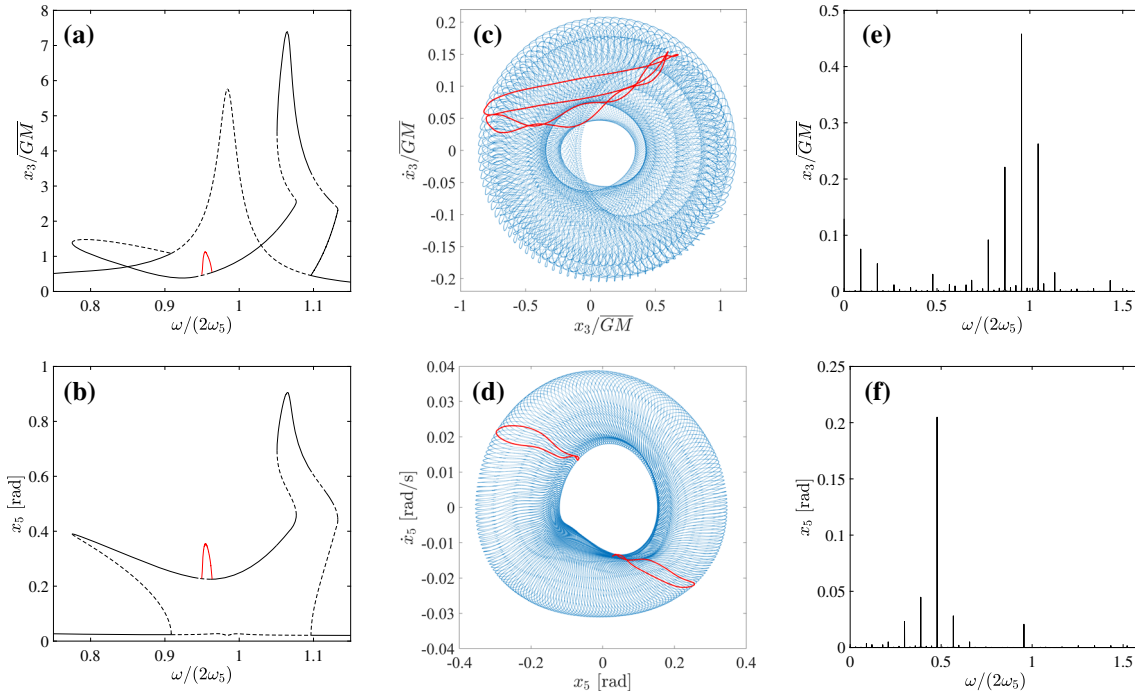 (a)
8
7
6
5
4
3
2
1
0
x₃/G̅M̅
0.8 0.9 1 1.1
ω/(2ω₅)
(c)
0.2
0.15
0.1
0.05
0
-0.05
-0.1
-0.15
-0.2
ẋ₃/G̅M̅
-1 -0.5 0 0.5 1
x₃/G̅M̅
(e)
0.5
0.4
0.3
0.2
0.1
0
x₃/G̅M̅
0 0.5 1 1.5
ω/(2ω₅)
(b)
1
0.8
0.6
0.4
0.2
0
x₅ [rad]
0.8 0.9 1 1.1
ω/(2ω₅)
(d)
0.04
0.03
0.02
0.01
0
-0.01
-0.02
-0.03
-0.04
ẋ₅ [rad/s]
-0.4 -0.2 0 0.2 0.4
x₅ [rad]
(f)
0.25
0.2
0.15
0.1
0.05
0
x₅ [rad]
0 0.5 1 1.5
ω/(2ω₅)